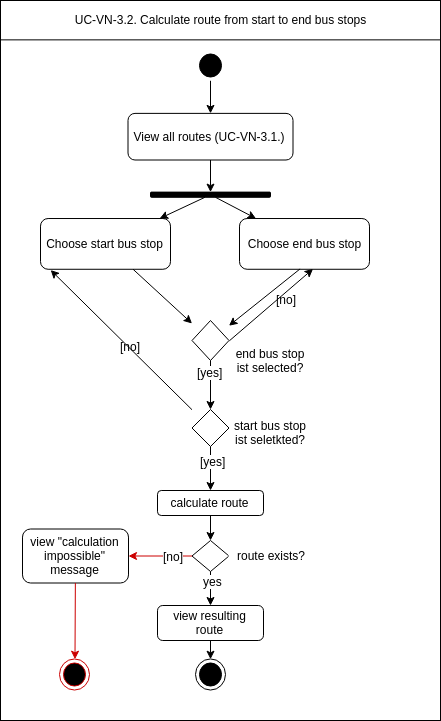 UC-VN-3.2. Calculate route from start to end bus stops
View all routes (UC-VN-3.1.)
Choose start bus stop
Choose end bus stop
[no]
[no]
end bus stop
ist selected?
[yes]
start bus stop
ist seletkted?
[yes]
calculate route
view "calculation
impossible"
message
[no]
route exists?
yes
view resulting
route